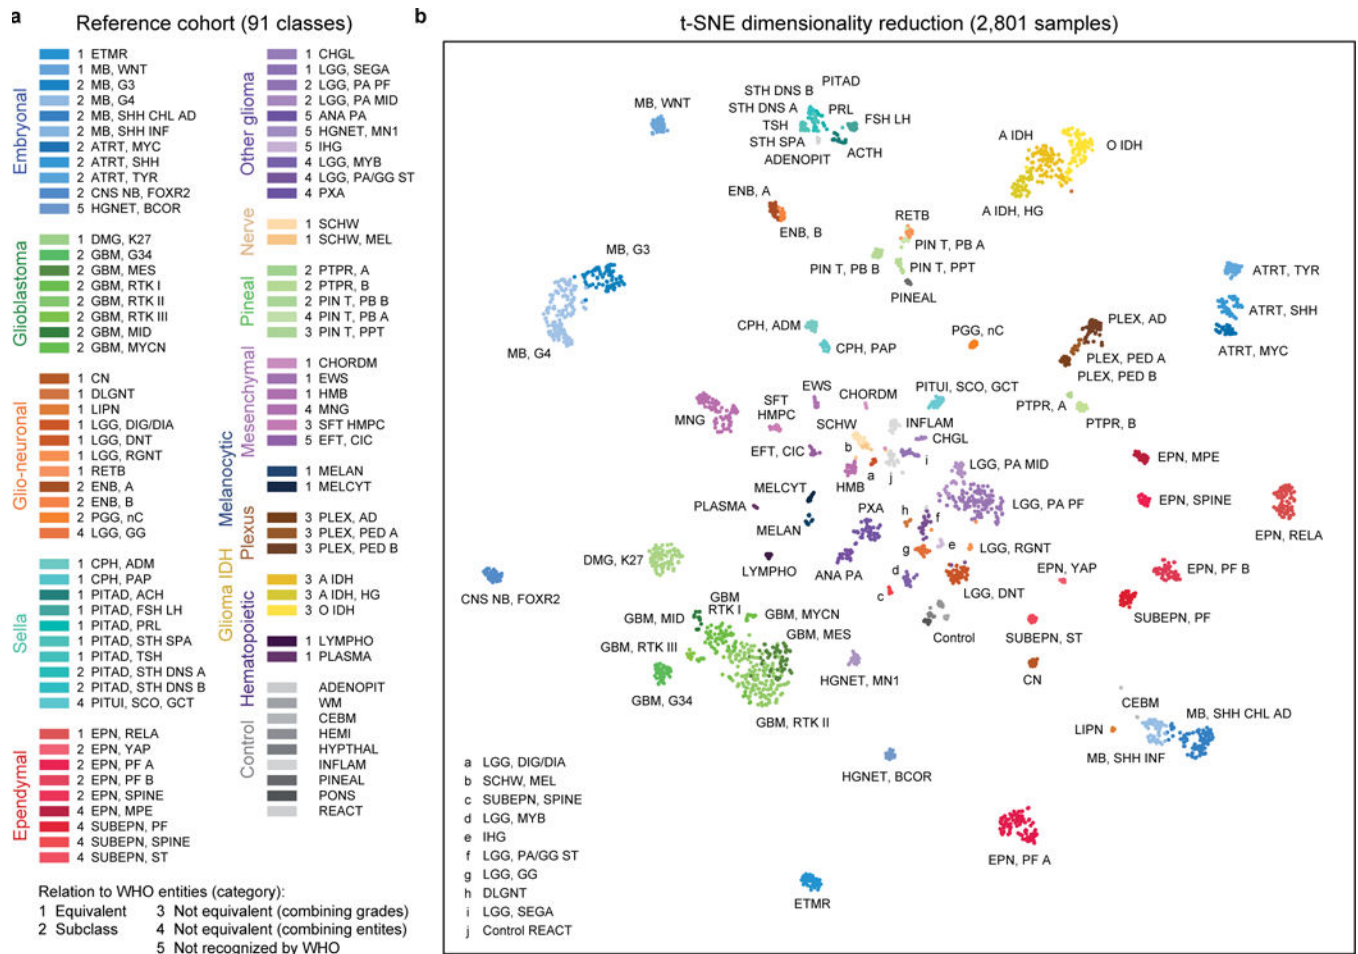 a
Reference cohort (91 classes)
Embryonal
1 ETMR
1 MB, WNT
2 MB, G3
2 MB, G4
2 MB, SHH CHL AD
2 MB, SHH INF
2 ATRT, MYC
2 ATRT, SHH
2 ATRT, TYR
2 CNS NB, FOXR2
5 HGNET, BCOR
Glioblastoma
1 DMG, K27
2 GBM, G34
2 GBM, MES
2 GBM, RTK I
2 GBM, RTK II
2 GBM, RTK III
2 GBM, MID
2 GBM, MYCN
Glio-neuronal
1 CN
1 DLGNT
1 LIPN
1 LGG, DIG/DIA
1 LGG, DNT
1 LGG, RGNT
1 RETB
2 ENB, A
2 ENB, B
2 PGG, nC
4 LGG, GG
Sella
1 CPH, ADM
1 CPH, PAP
1 PITAD, ACH
1 PITAD, FSH LH
1 PITAD, PRL
1 PITAD, STH SPA
1 PITAD, TSH
2 PITAD, STH DNS A
2 PITAD, STH DNS B
4 PITUI, SCO, GCT
Ependymal
1 EPN, RELA
2 EPN, YAP
2 EPN, PF A
2 EPN, PF B
2 EPN, SPINE
4 EPN, MPE
4 SUBEPN, PF
4 SUBEPN, SPINE
4 SUBEPN, ST
Other glioma
1 CHGL
1 LGG, SEGA
2 LGG, PA PF
2 LGG, PA MID
5 ANA PA
5 HGNET, MN1
5 IHG
4 LGG, MYB
4 LGG, PA/GG ST
4 PXA
Nerve
1 SCHW
1 SCHW, MEL
Pineal
2 PTPR, A
2 PTPR, B
2 PIN T, PB B
4 PIN T, PB A
3 PIN T, PPT
Mesenchymal
1 CHORDM
1 EWS
1 HMB
4 MNG
3 SFT HMPC
5 EFT, CIC
Melanocytic
1 MELAN
1 MELCYT
Plexus
3 PLEX, AD
3 PLEX, PED A
3 PLEX, PED B
Glioma IDH
3 A IDH
3 A IDH, HG
3 O IDH
Hematopoietic
1 LYMPHO
1 PLASMA
Control
ADENOPIT
WM
CEBM
HEMI
HYPTHAL
INFLAM
PINEAL
PONS
REACT
Relation to WHO entities (category):
1 Equivalent
2 Subclass
3 Not equivalent (combining grades)
4 Not equivalent (combining entites)
5 Not recognized by WHO
b
t-SNE dimensionality reduction (2,801 samples)
MB, WNT
PITAD
STH DNS B
STH DNS A
PRL
TSH
FSH LH
STH SPA
ACTH
ADENOPIT
A IDH
O IDH
A IDH, HG
ENB, A
ENB, B
RETB
PIN T, PB A
PIN T, PB B
PIN T, PPT
PINEAL
MB, G3
MB, G4
ATRT, TYR
ATRT, SHH
ATRT, MYC
CPH, ADM
CPH, PAP
PGG, nC
PLEX, AD
PLEX, PED A
PLEX, PED B
PTPR, A
PTPR, B
EWS
CHORDM
PITUI, SCO, GCT
MNG
SFT
HMPC
SCHW
INFLAM
CHGL
b
i
EFT, CIC
a
j
HMB
LGG, PA MID
LGG, PA PF
EPN, MPE
EPN, SPINE
EPN, RELA
MELCYT
PLASMA
MELAN
PXA
h
f
g
e
LGG, RGNT
DMG, K27
LYMPHO
ANA PA
d
c
LGG, DNT
EPN, YAP
EPN, PF B
SUBEPN, PF
CNS NB, FOXR2
GBM
RTK I
GBM, MID
GBM, MYCN
GBM, MES
GBM, RTK III
GBM, G34
GBM, RTK II
Control
SUBEPN, ST
HGNET, MN1
CN
CEBM
MB, SHH CHL AD
LIPN
MB, SHH INF
HGNET, BCOR
EPN, PF A
ETMR
a LGG, DIG/DIA
b SCHW, MEL
c SUBEPN, SPINE
d LGG, MYB
e IHG
f LGG, PA/GG ST
g LGG, GG
h DLGNT
i LGG, SEGA
j Control REACT